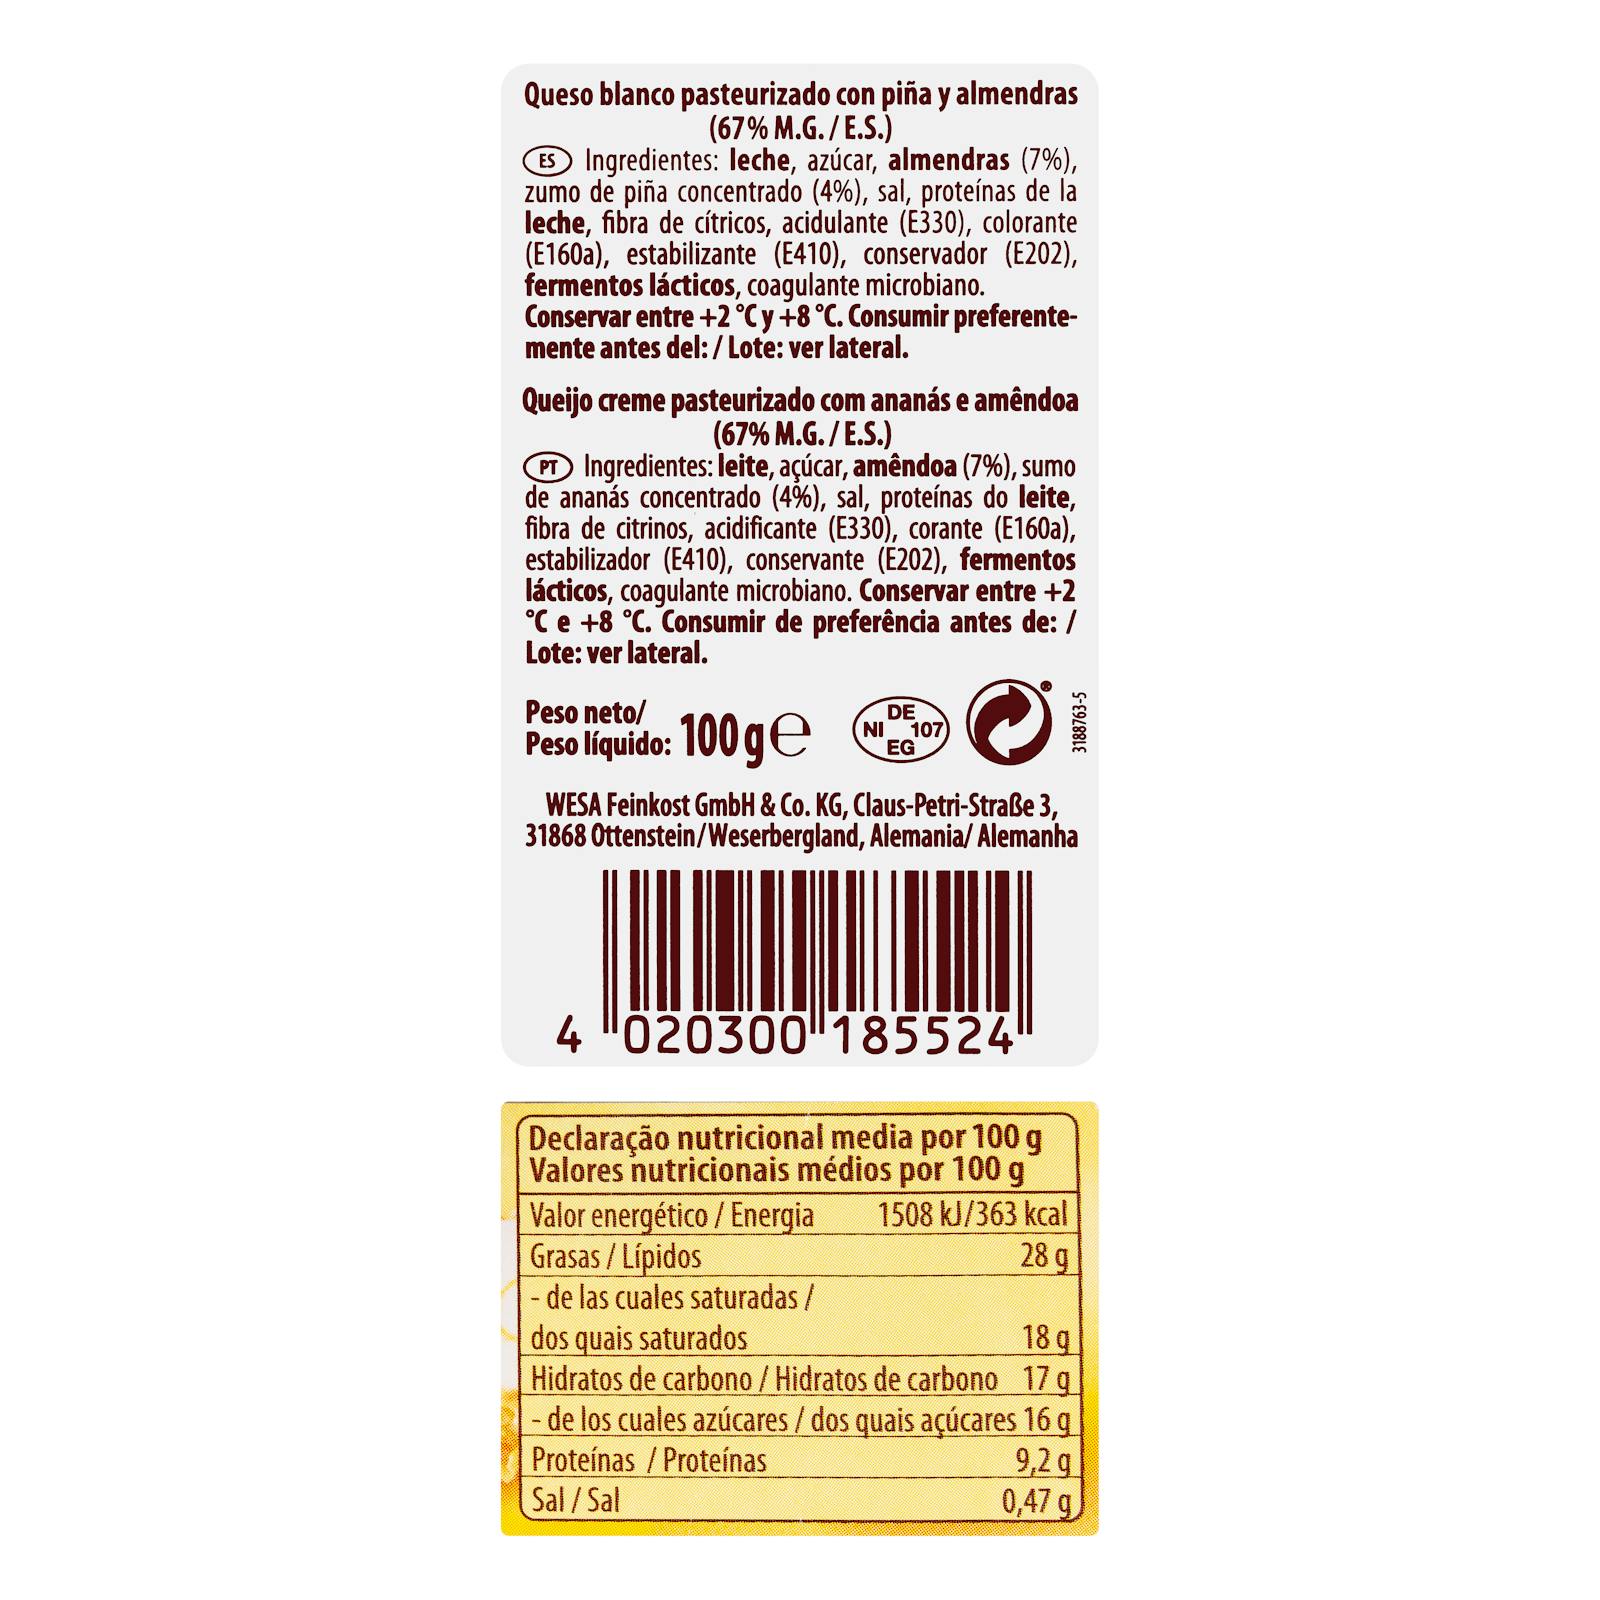 Queso blanco pasteurizado con piña y almendras
(67% M.G. / E.S.)
ES Ingredientes: leche, azúcar, almendras (7%),
zumo de piña concentrado (4%), sal, proteínas de la
leche, fibra de cítricos, acidulante (E330), colorante
(E160a), estabilizante (E410), conservador (E202),
fermentos lácticos, coagulante microbiano.
Conservar entre +2 °C y +8 °C. Consumir preferente-
mente antes del: / Lote: ver lateral.
Queijo creme pasteurizado com ananás e amêndoa
(67% M.G. / E.S.)
PT Ingredientes: leite, açúcar, amêndoa (7%), sumo
de ananás concentrado (4%), sal, proteínas do leite,
fibra de citrinos, acidificante (E330), corante (E160a),
estabilizador (E410), conservante (E202), fermentos
lácticos, coagulante microbiano. Conservar entre +2
°C e +8 °C. Consumir de preferência antes de: /
Lote: ver lateral.
Peso neto/
Peso líquido: 100 g e
DE
NI 107
EG
®
3188763-5
WESA Feinkost GmbH & Co. KG, Claus-Petri-Straße 3,
31868 Ottenstein/Weserbergland, Alemania/ Alemanha
4 020300 185524
Declaração nutricional media por 100 g
Valores nutricionais médios por 100 g
Valor energético / Energia 1508 kJ/363 kcal
Grasas / Lípidos 28 g
- de las cuales saturadas /
dos quais saturados 18 g
Hidratos de carbono / Hidratos de carbono 17 g
- de los cuales azúcares / dos quais açúcares 16 g
Proteínas / Proteínas 9,2 g
Sal / Sal 0,47 g